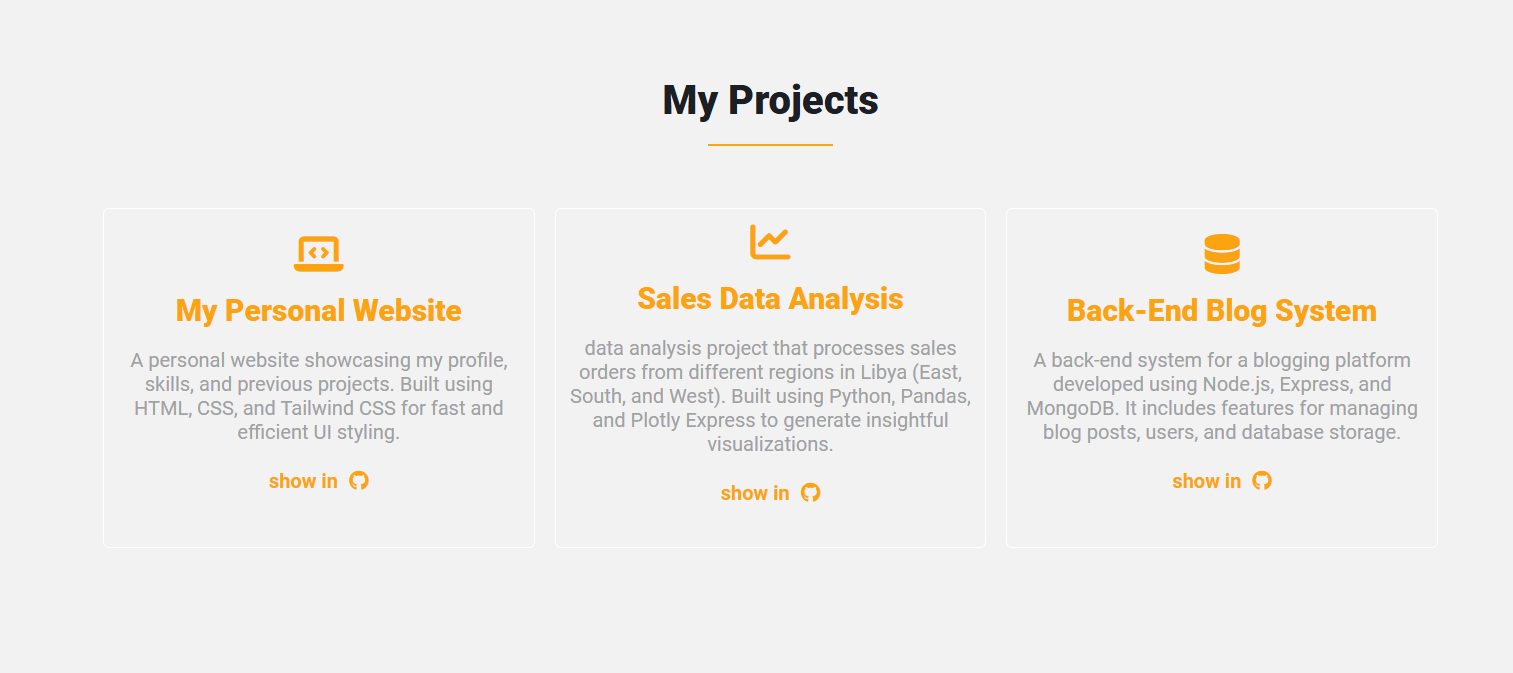 My Projects
My Personal Website
A personal website showcasing my profile,
skills, and previous projects. Built using
HTML, CSS, and Tailwind CSS for fast and
efficient UI styling.
show in
Sales Data Analysis
data analysis project that processes sales
orders from different regions in Libya (East,
South, and West). Built using Python, Pandas,
and Plotly Express to generate insightful
visualizations.
show in
Back-End Blog System
A back-end system for a blogging platform
developed using Node.js, Express, and
MongoDB. It includes features for managing
blog posts, users, and database storage.
show in